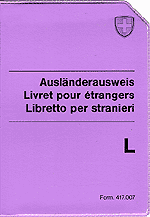 Ausländerausweis
Livret pour étrangers
Libretto per stranieri
L
Form. 417.007